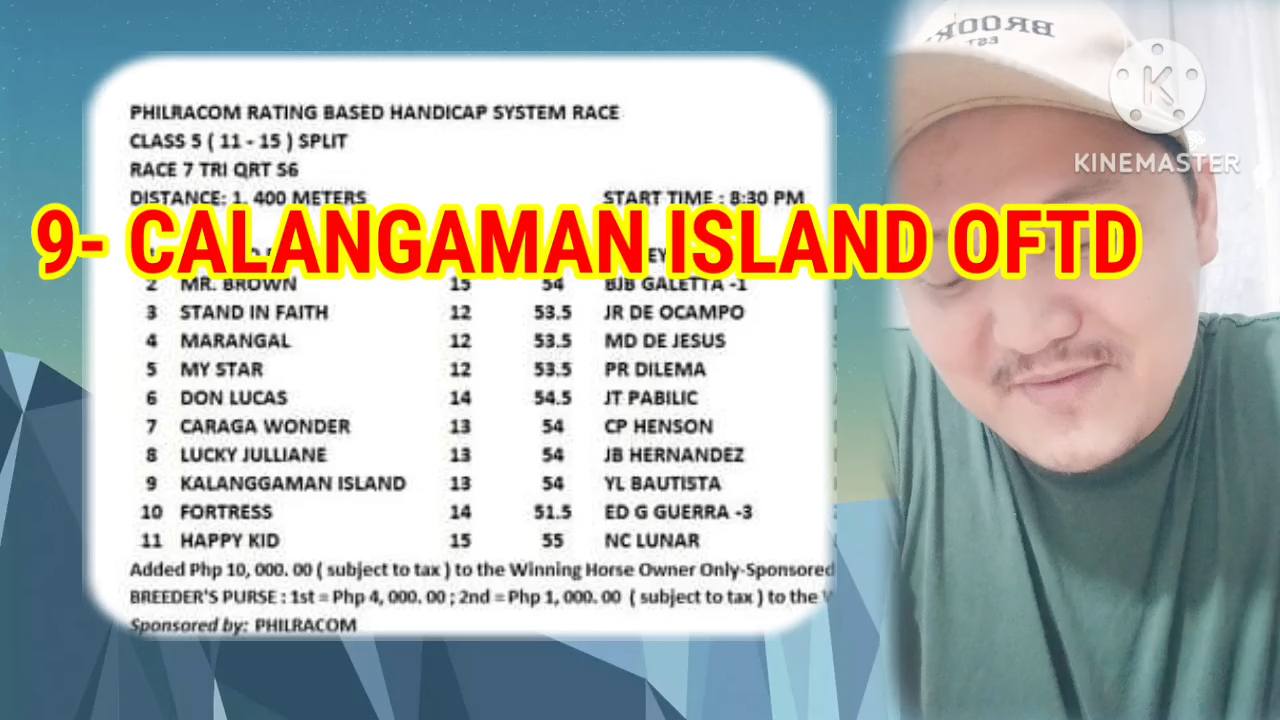 PHILRACOM RATING BASED HANDICAP SYSTEM RACE
CLASS 5 ( 11 - 15 ) SPLIT
RACE 7 TRI QRT S6
DISTANCE: 1, 400 METERS START TIME : 8:30 PM
9- CALANGAMAN ISLAND OFTD
2 MR. BROWN 15 54 BJB GALETTA -1
3 STAND IN FAITH 12 53.5 JR DE OCAMPO
4 MARANGAL 12 53.5 MD DE JESUS
5 MY STAR 12 53.5 PR DILEMA
6 DON LUCAS 14 54.5 JT PABILIC
7 CARAGA WONDER 13 54 CP HENSON
8 LUCKY JULLIANE 13 54 JB HERNANDEZ
9 KALANGGAMAN ISLAND 13 54 YL BAUTISTA
10 FORTRESS 14 51.5 ED G GUERRA -3
11 HAPPY KID 15 55 NC LUNAR
Added Php 10, 000. 00 ( subject to tax ) to the Winning Horse Owner Only-Sponsored
BREEDER'S PURSE : 1st = Php 4, 000. 00 ; 2nd = Php 1, 000. 00 ( subject to tax ) to the
Sponsored by: PHILRACOM
K
KINEMASTER